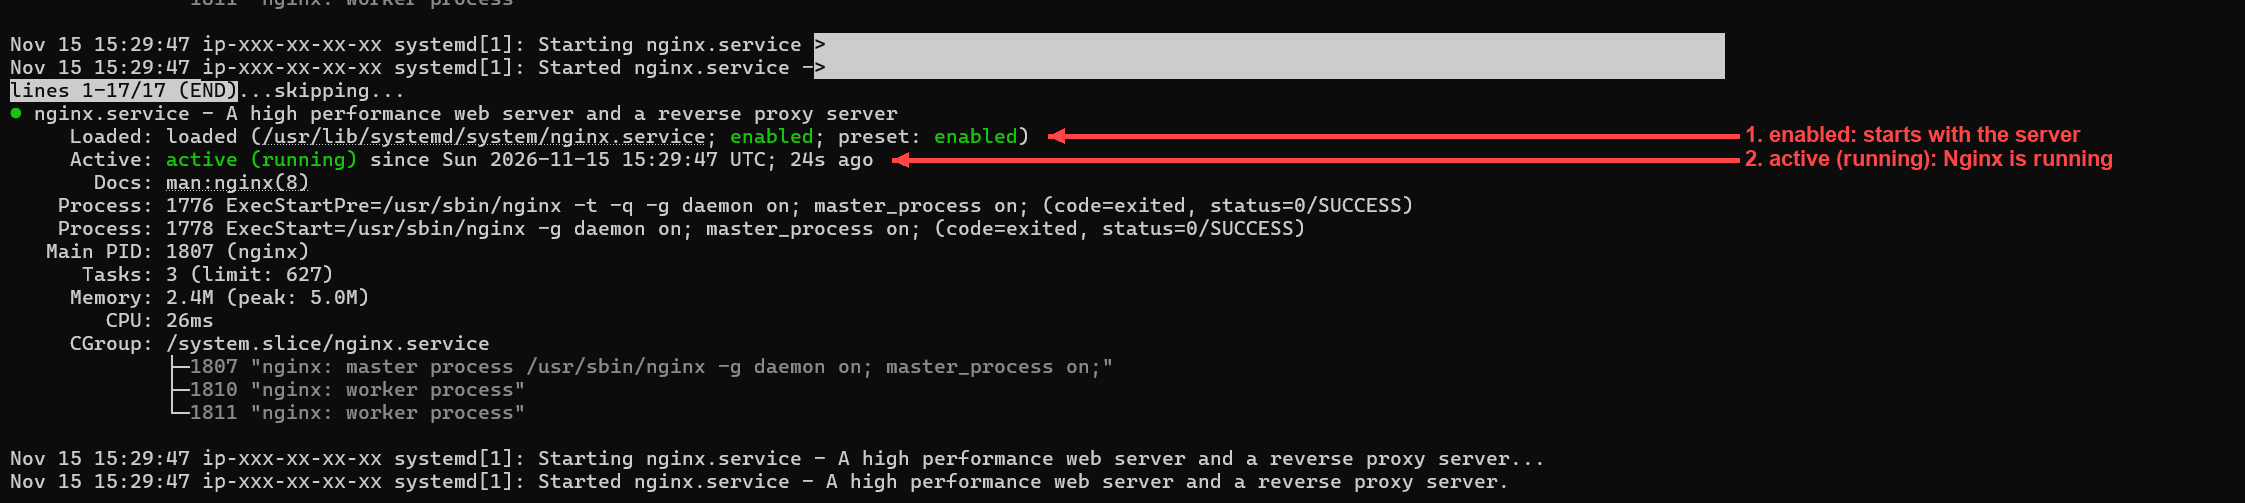 1811 "nginx: worker process"
Nov 15 15:29:47 ip-xxx-xx-xx-xx systemd[1]: Starting nginx.service >
Nov 15 15:29:47 ip-xxx-xx-xx-xx systemd[1]: Started nginx.service ->
lines 1-17/17 (END)...skipping...
● nginx.service - A high performance web server and a reverse proxy server
Loaded: loaded (/usr/lib/systemd/system/nginx.service; enabled; preset: enabled) 1. enabled: starts with the server
Active: active (running) since Sun 2026-11-15 15:29:47 UTC; 24s ago 2. active (running): Nginx is running
Docs: man:nginx(8)
Process: 1776 ExecStartPre=/usr/sbin/nginx -t -q -g daemon on; master_process on; (code=exited, status=0/SUCCESS)
Process: 1778 ExecStart=/usr/sbin/nginx -g daemon on; master_process on; (code=exited, status=0/SUCCESS)
Main PID: 1807 (nginx)
Tasks: 3 (limit: 627)
Memory: 2.4M (peak: 5.0M)
CPU: 26ms
CGroup: /system.slice/nginx.service
├─1807 "nginx: master process /usr/sbin/nginx -g daemon on; master_process on;"
├─1810 "nginx: worker process"
└─1811 "nginx: worker process"
Nov 15 15:29:47 ip-xxx-xx-xx-xx systemd[1]: Starting nginx.service - A high performance web server and a reverse proxy server...
Nov 15 15:29:47 ip-xxx-xx-xx-xx systemd[1]: Started nginx.service - A high performance web server and a reverse proxy server.